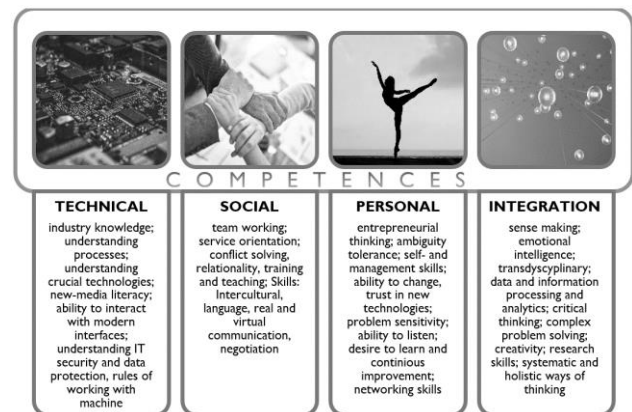 COMPETENCES
TECHNICAL
industry knowledge;
understanding
processes;
understanding
crucial technologies;
new-media literacy;
ability to interact
with modern
interfaces;
understanding IT
security and data
protection, rules of
working with
machine
SOCIAL
team working;
service orientation;
conflict solving,
relationality, training
and teaching; Skills:
Intercultural,
language, real and
virtual
communication,
negotiation
PERSONAL
entrepreneurial
thinking; ambiguity
tolerance; self- and
management skills;
ability to change,
trust in new
technologies;
problem sensitivity;
ability to listen;
desire to learn and
continious
improvement;
networking skills
INTEGRATION
sense making;
emotional
intelligence;
transdyscyplinary;
data and information
processing and
analytics; critical
thinking; complex
problem solving;
creativity; research
skills; systematic and
holistic ways of
thinking